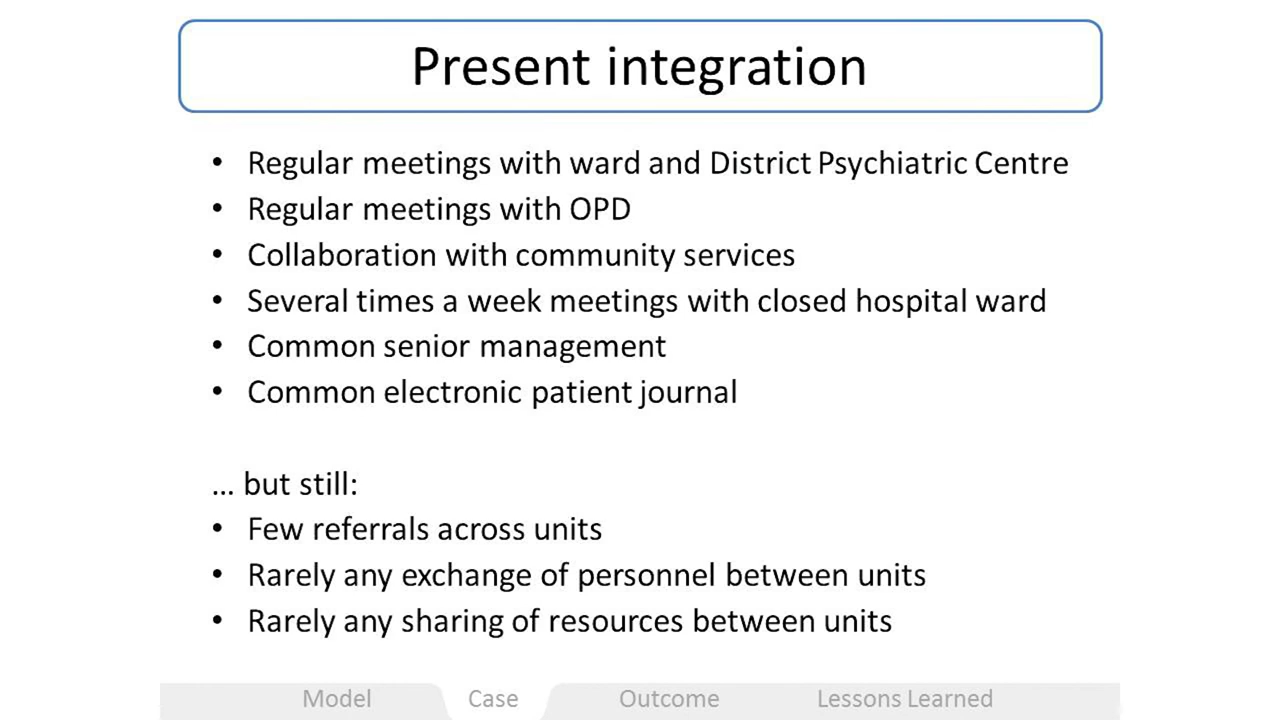 Present integration
• Regular meetings with ward and District Psychiatric Centre
• Regular meetings with OPD
• Collaboration with community services
• Several times a week meetings with closed hospital ward
• Common senior management
• Common electronic patient journal
... but still:
• Few referrals across units
• Rarely any exchange of personnel between units
• Rarely any sharing of resources between units
Model Case Outcome Lessons Learned